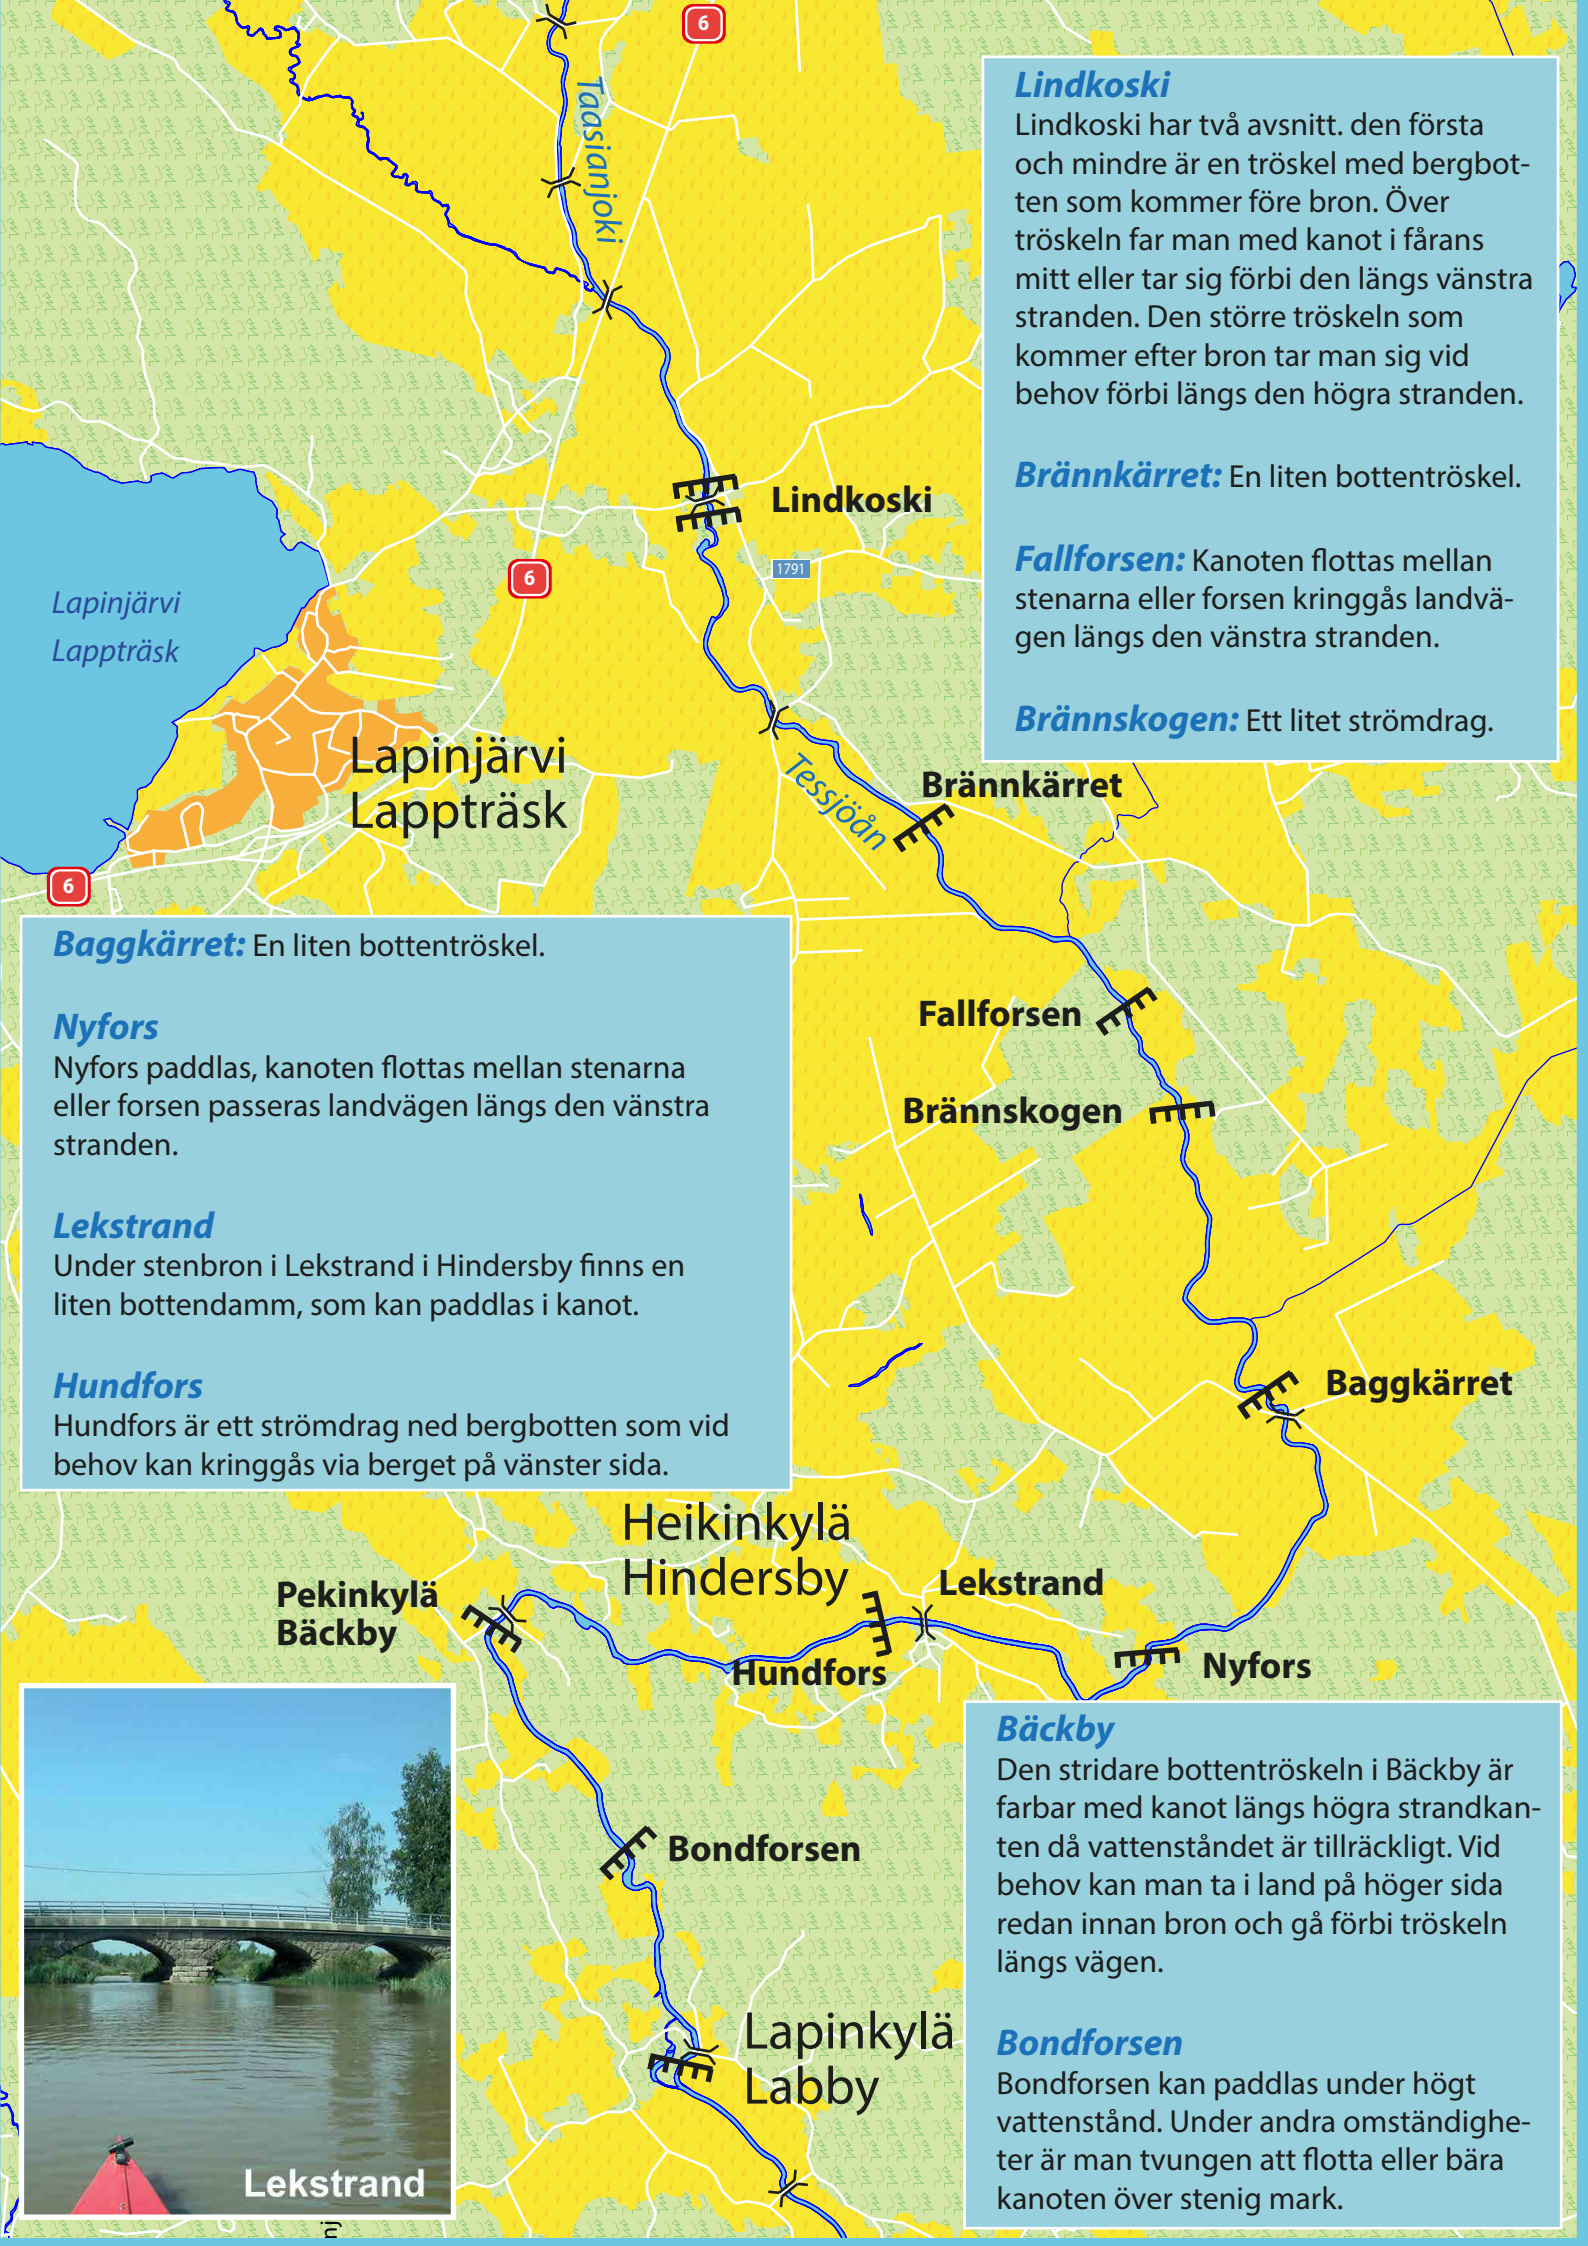 6
Taasianjoki
Lindkoski
Lindkoski har två avsnitt. den första
och mindre är en tröskel med bergbot-
ten som kommer före bron. Över
tröskeln far man med kanot i fårans
mitt eller tar sig förbi den längs vänstra
stranden. Den större tröskeln som
kommer efter bron tar man sig vid
behov förbi längs den högra stranden.
Brännkärret: En liten bottentröskel.
Fallforsen: Kanoten flottas mellan
stenarna eller forsen kringgås landvä-
gen längs den vänstra stranden.
Brännskogen: Ett litet strömdrag.
Lindkoski
1791
6
Lapinjärvi
Lappträsk
Lapinjärvi
Lappträsk
Tessjöån
Brännkärret
6
Baggkärret: En liten bottentröskel.
Nyfors
Nyfors paddlas, kanoten flottas mellan stenarna
eller forsen passeras landvägen längs den vänstra
stranden.
Lekstrand
Under stenbron i Lekstrand i Hindersby finns en
liten bottendamm, som kan paddlas i kanot.
Hundfors
Hundfors är ett strömdrag ned bergbotten som vid
behov kan kringgås via berget på vänster sida.
Fallforsen
Brännskogen
Baggkärret
Heikinkylä
Hindersby
Lekstrand
Pekinkylä
Bäckby
Hundfors
Nyfors
Bäckby
Den stridare bottentröskeln i Bäckby är
farbar med kanot längs högra strandkan-
ten då vattenståndet är tillräckligt. Vid
behov kan man ta i land på höger sida
redan innan bron och gå förbi tröskeln
längs vägen.
Bondforsen
Bondforsen kan paddlas under högt
vattenstånd. Under andra omständighe-
ter är man tvungen att flotta eller bära
kanoten över stenig mark.
Bondforsen
Lapinkylä
Labby
Lekstrand
nj